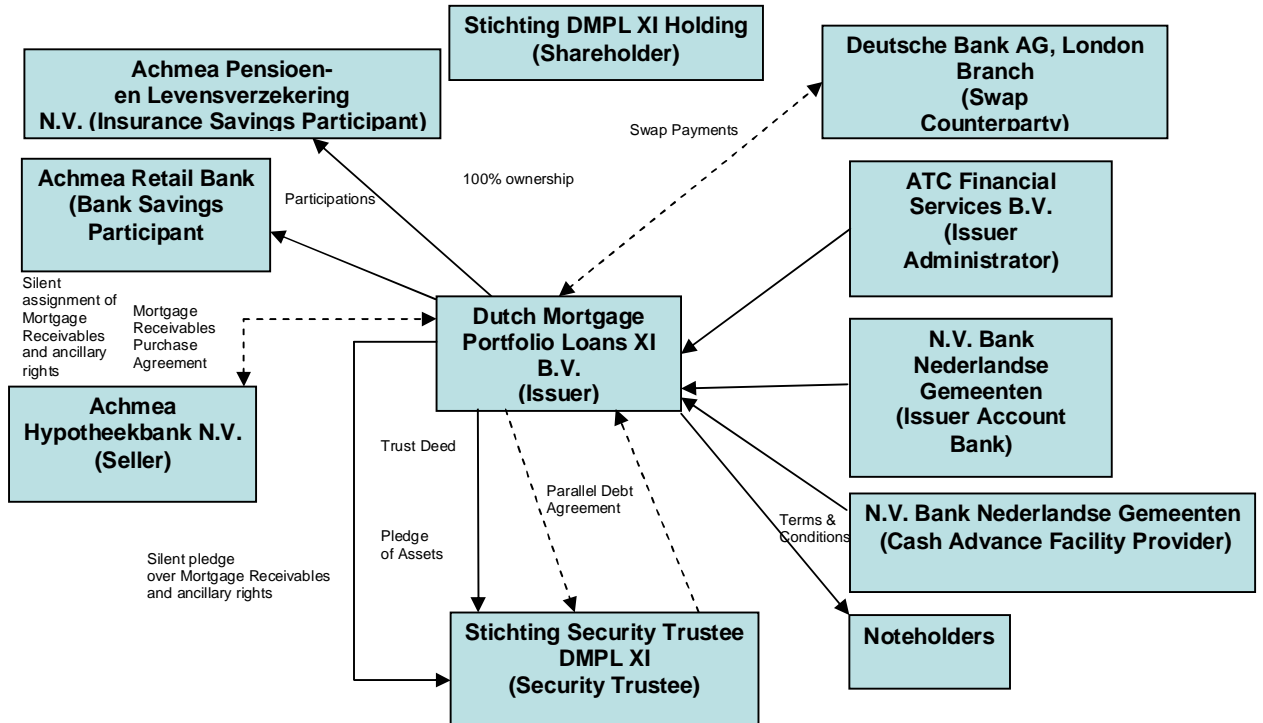 Stichting DMPL XI Holding
(Shareholder)
Deutsche Bank AG, London
Branch
(Swap
Counterparty)
Achmea Pensioen-
en Levensverzekering
N.V. (Insurance Savings Participant)
Swap Payments
Achmea Retail Bank
(Bank Savings
Participant
Participations
100% ownership
ATC Financial
Services B.V.
(Issuer
Administrator)
Silent
assignment of
Mortgage
Receivables
and ancillary
rights
Mortgage
Receivables
Purchase
Agreement
Dutch Mortgage
Portfolio Loans XI
B.V.
(Issuer)
N.V. Bank
Nederlandse
Gemeenten
(Issuer Account
Bank)
Achmea
Hypotheekbank N.V.
(Seller)
Trust Deed
Parallel Debt
Agreement
Terms &
Conditions
N.V. Bank Nederlandse Gemeenten
(Cash Advance Facility Provider)
Pledge
of Assets
Silent pledge
over Mortgage Receivables
and ancillary rights
Stichting Security Trustee
DMPL XI
(Security Trustee)
Noteholders